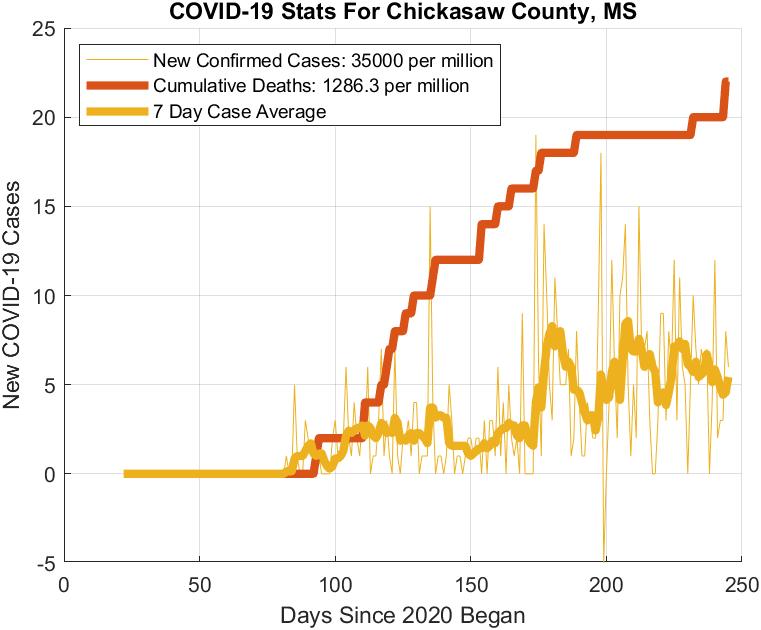 COVID-19 Stats For Chickasaw County, MS
25
New Confirmed Cases: 35000 per million
Cumulative Deaths: 1286.3 per million
7 Day Case Average
20
15
10
5
0
-5
New COVID-19 Cases
0 50 100 150 200 250
Days Since 2020 Began